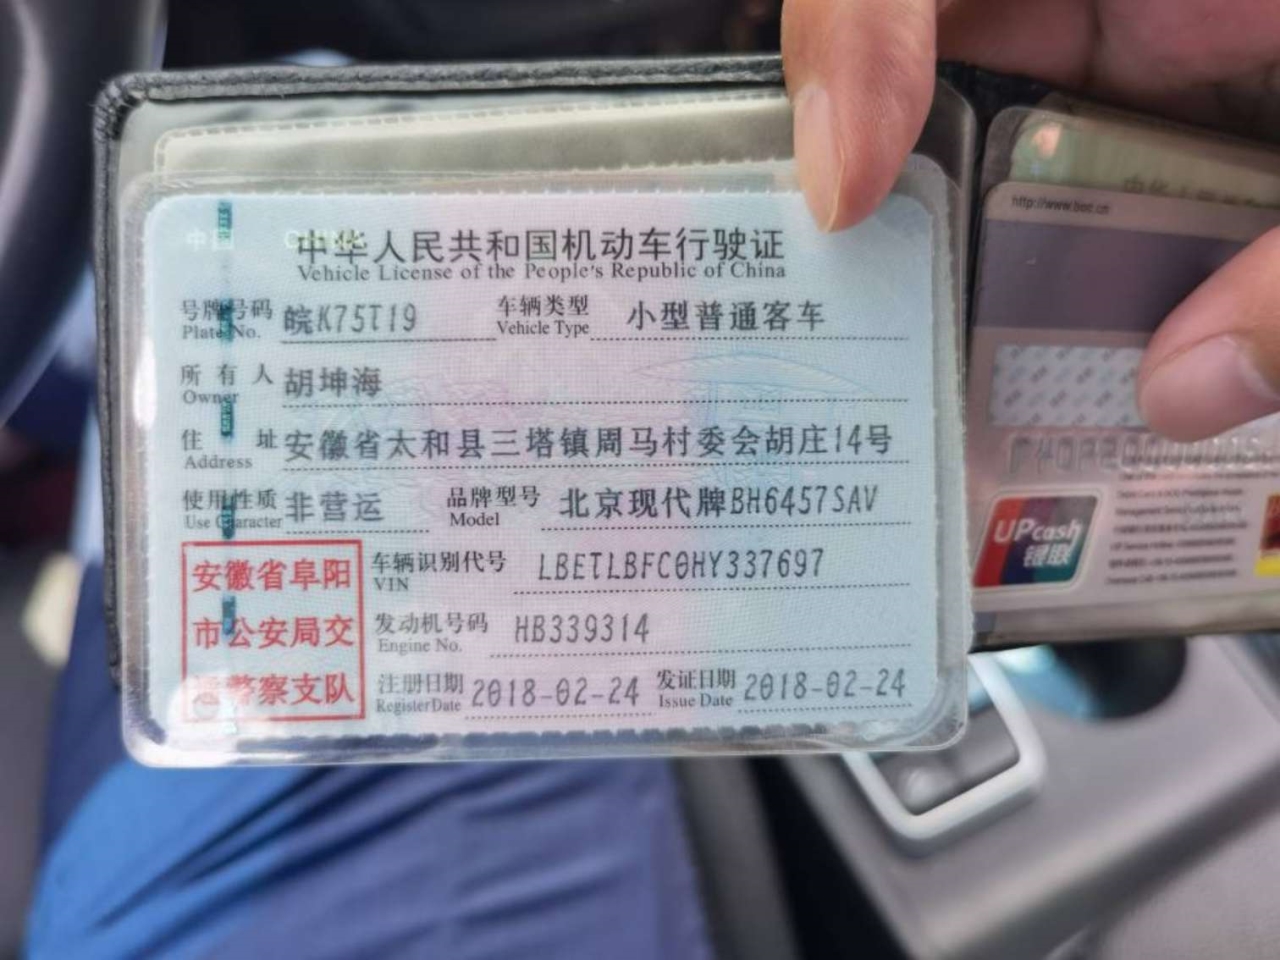 中国 CHINA
中华人民共和国机动车行驶证
Vehicle License of the People's Republic of China
号牌号码 皖K75T19 车辆类型 小型普通客车
Plate No. Vehicle Type
所有人 胡坤海
Owner
住址 安徽省太和县三塔镇周马村委会胡庄14号
Address
使用性质 非营运 品牌型号 北京现代牌BH6457SAV
Use Character Model
安徽省阜阳
市公安局交
通警察支队
车辆识别代号 LBETLBFC0HY337697
VIN
发动机号码 HB339314
Engine No.
注册日期 2018-02-24 发证日期 2018-02-24
Register Date Issue Date
http://www.boc.cn
UPcash
银联